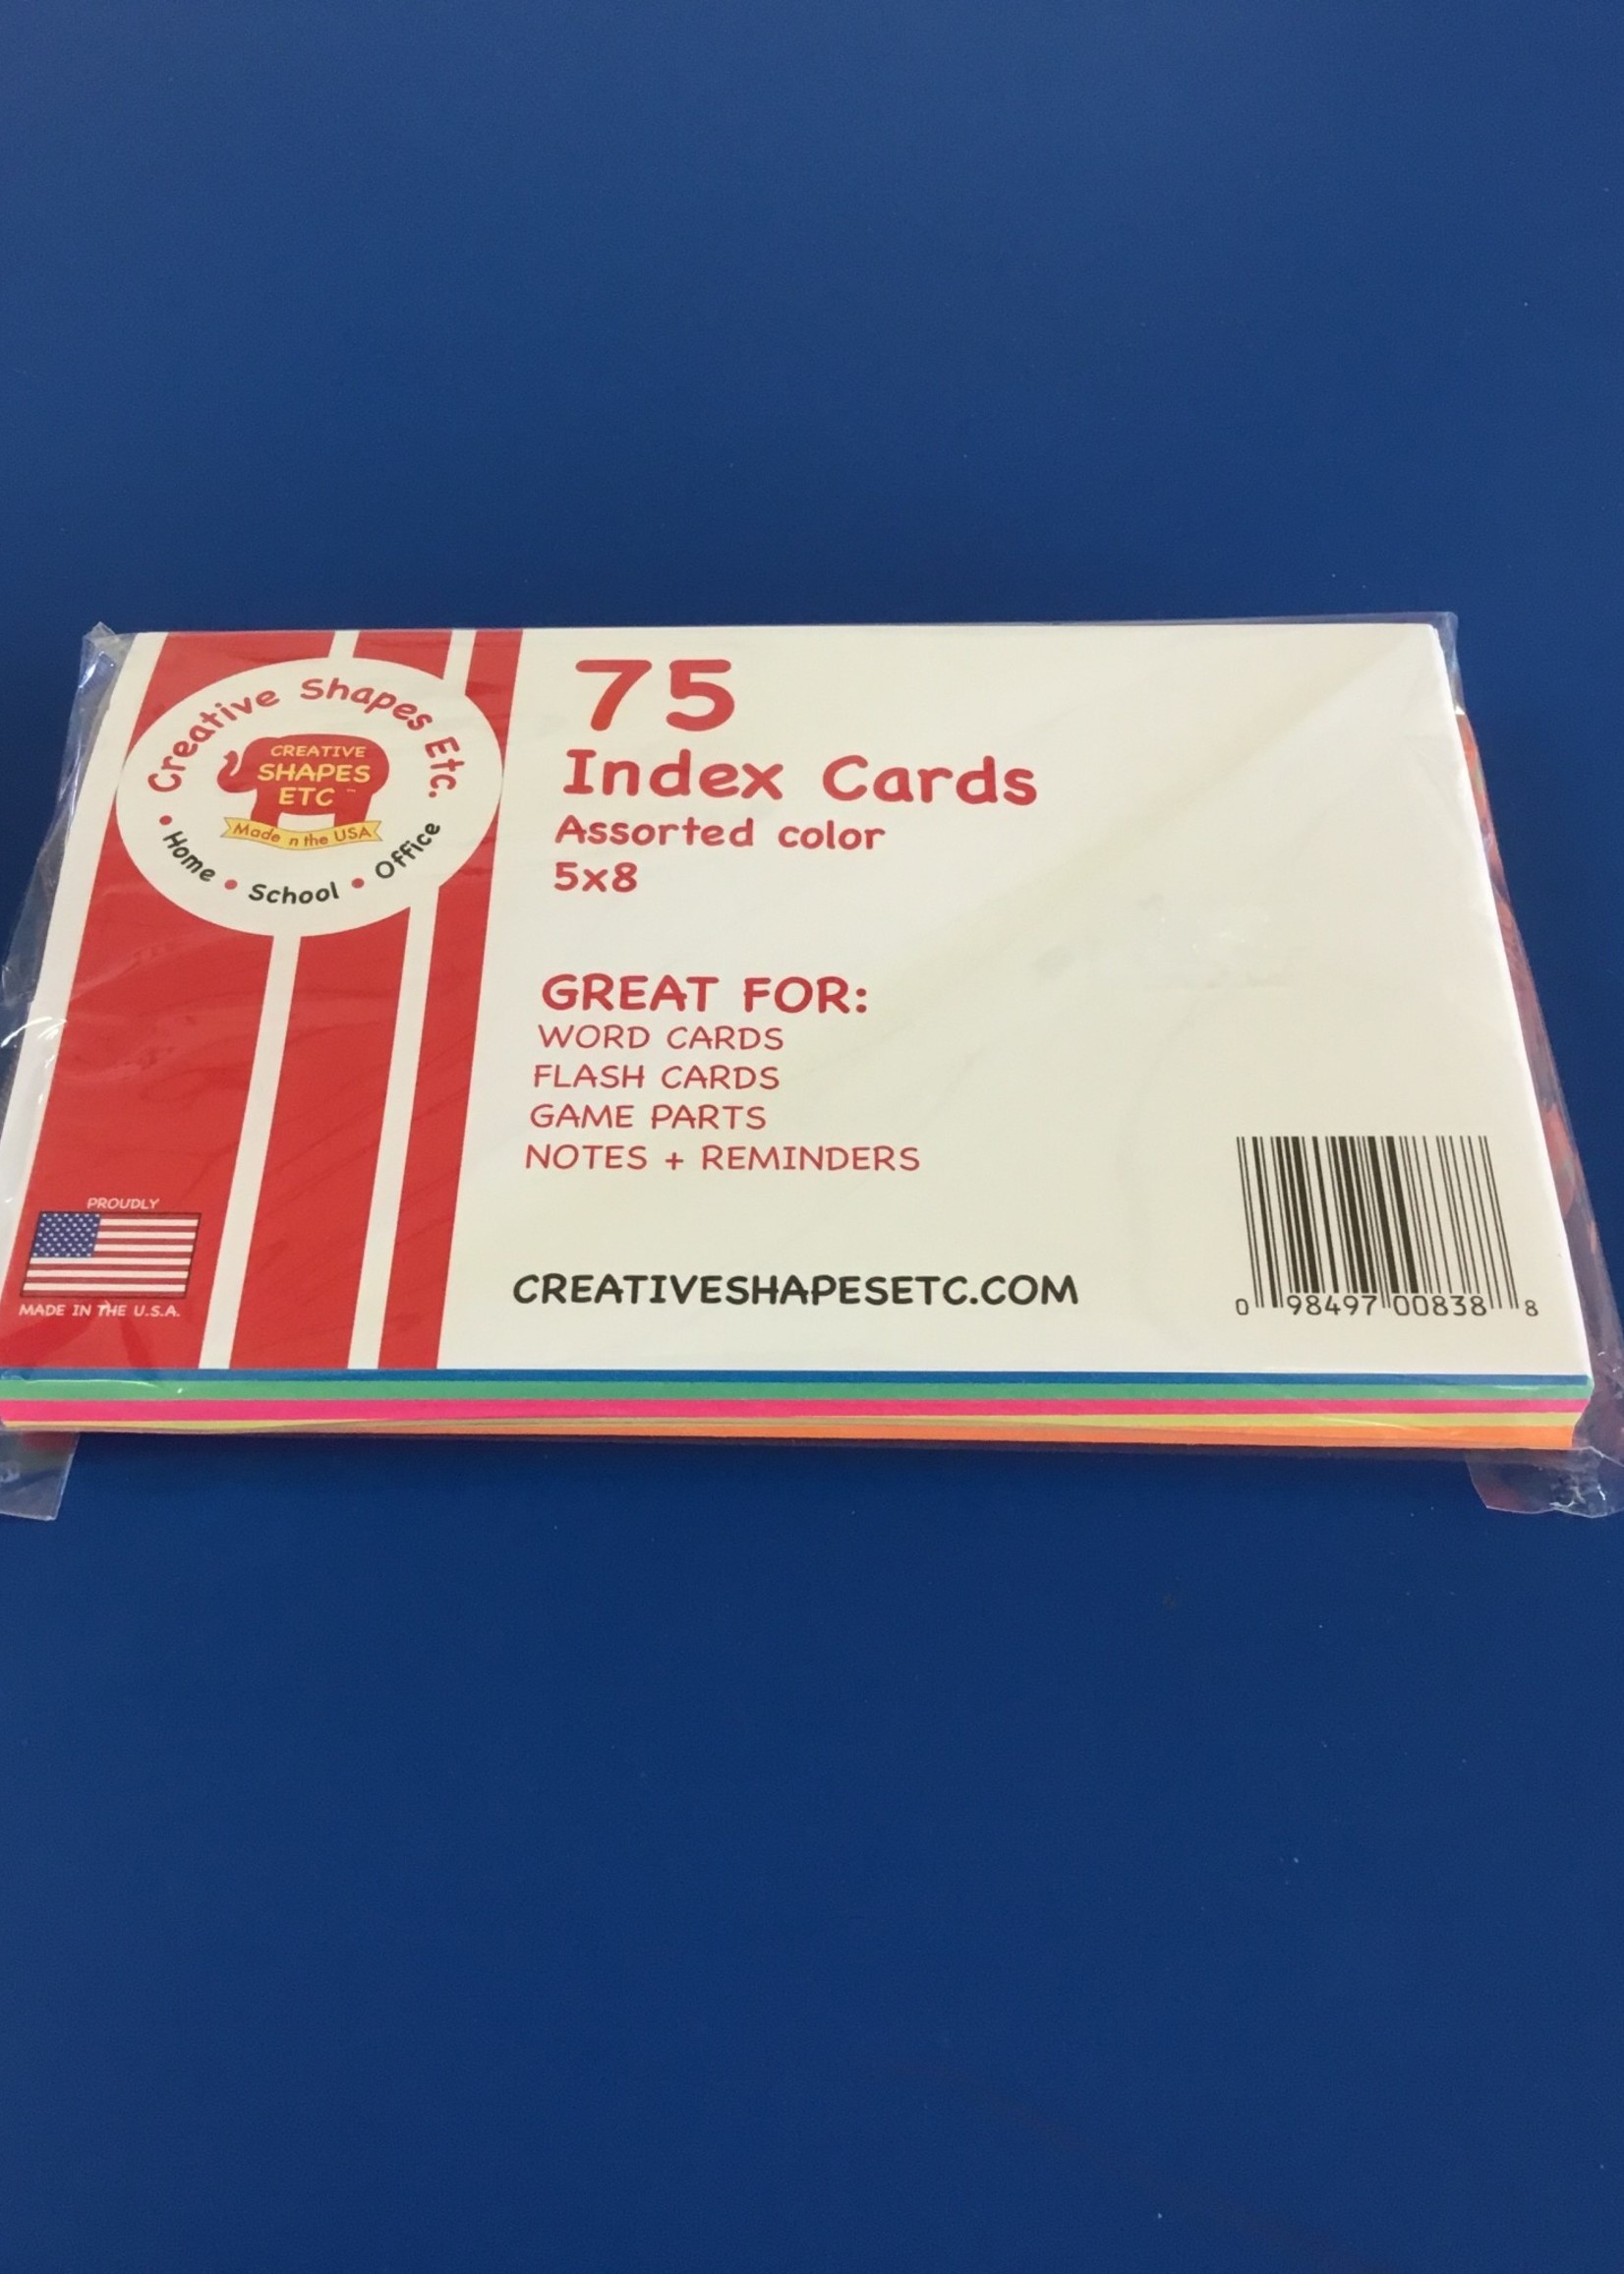 Creative Shapes Etc.
CREATIVE
SHAPES
ETC ™
Made n the USA
• Home • School • Office
75
Index Cards
Assorted color
5x8
GREAT FOR:
WORD CARDS
FLASH CARDS
GAME PARTS
NOTES + REMINDERS
PROUDLY
MADE IN THE U.S.A.
CREATIVESHAPESETC.COM
0 98497 00838 8